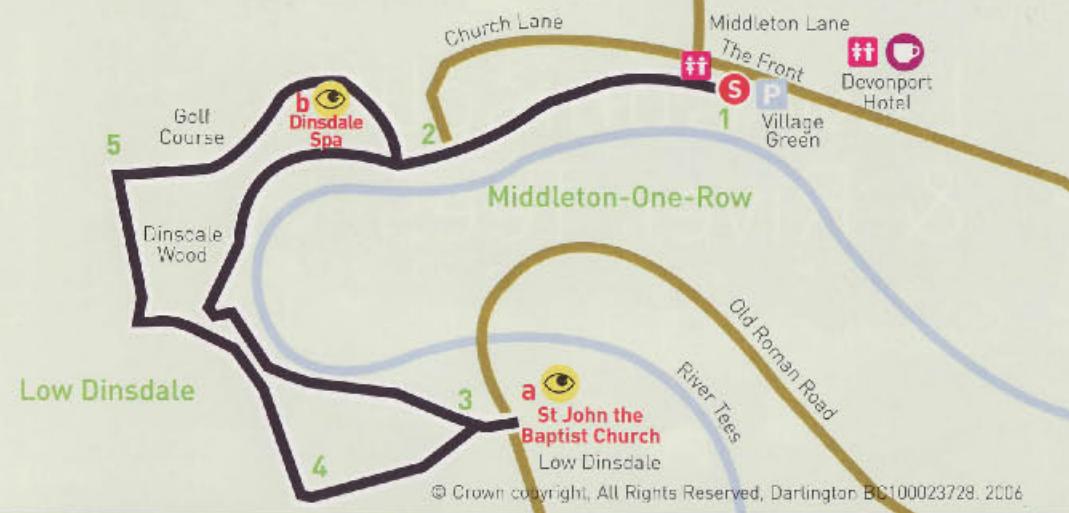 Church Lane
Middleton Lane
The Front
Devonport
Hotel
S
P
1
Village
Green
2
b
Dinsdale
Spa
Golf
Course
5
Middleton-One-Row
Dinscale
Wood
Old Roman Road
Low Dinsdale
River Tees
3
a
St John the
Baptist Church
Low Dinsdale
4
© Crown copyright, All Rights Reserved, Darlington BC100023728. 2006